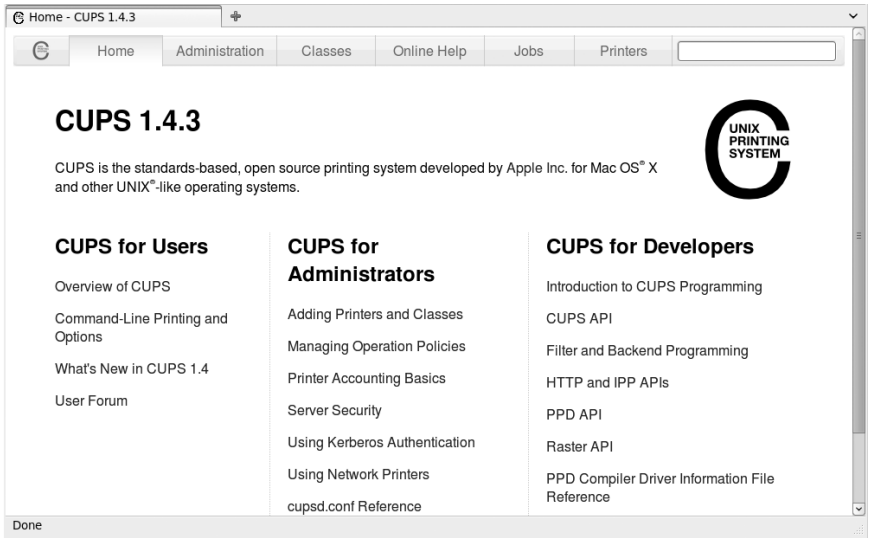 Home - CUPS 1.4.3
Home Administration Classes Online Help Jobs Printers
CUPS 1.4.3
UNIX
PRINTING
SYSTEM
CUPS is the standards-based, open source printing system developed by Apple Inc. for Mac OS® X
and other UNIX®-like operating systems.
CUPS for Users
Overview of CUPS
Command-Line Printing and
Options
What's New in CUPS 1.4
User Forum
CUPS for
Administrators
Adding Printers and Classes
Managing Operation Policies
Printer Accounting Basics
Server Security
Using Kerberos Authentication
Using Network Printers
cupsd.conf Reference
CUPS for Developers
Introduction to CUPS Programming
CUPS API
Filter and Backend Programming
HTTP and IPP APIs
PPD API
Raster API
PPD Compiler Driver Information File
Reference
Done